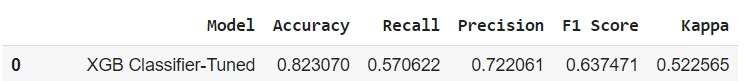 Model Accuracy Recall Precision F1 Score Kappa
0 XGB Classifier-Tuned 0.823070 0.570622 0.722061 0.637471 0.522565